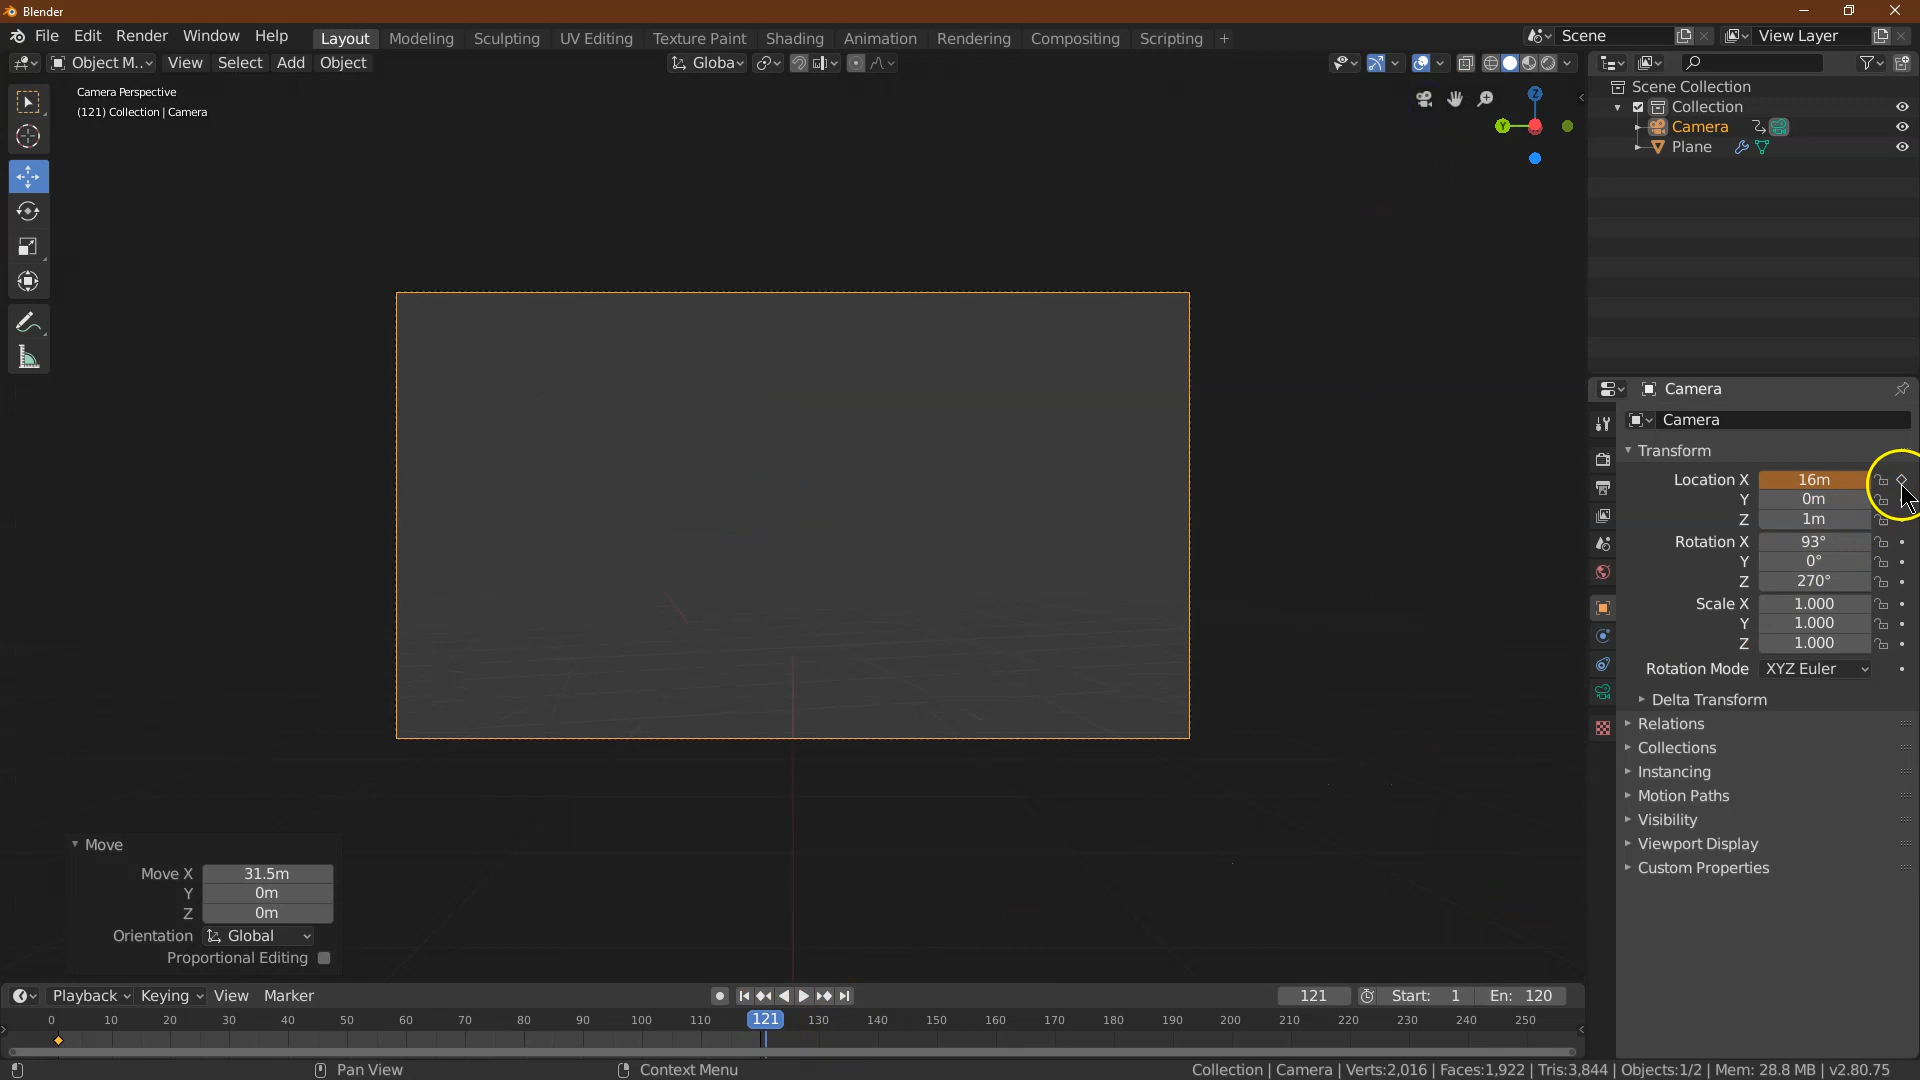 Blender
File Edit Render Window Help Layout Modeling Sculpting UV Editing Texture Paint Shading Animation Rendering Compositing Scripting + Scene View Layer
Object M.. View Select Add Object Globa
Camera Perspective
(121) Collection | Camera
Z
Y
Scene Collection
Collection
Camera
Plane
Camera
Camera
Transform
Location X 16m
Y 0m
Z 1m
Rotation X 93°
Y 0°
Z 270°
Scale X 1.000
Y 1.000
Z 1.000
Rotation Mode XYZ Euler
Delta Transform
Relations
Collections
Instancing
Motion Paths
Visibility
Viewport Display
Custom Properties
Move
Move X 31.5m
Y 0m
Z 0m
Orientation Global
Proportional Editing
Playback Keying View Marker 121 Start: 1 En: 120
0 10 20 30 40 50 60 70 80 90 100 110 121 130 140 150 160 170 180 190 200 210 220 230 240 250
Pan View Context Menu Collection | Camera | Verts:2,016 | Faces:1,922 | Tris:3,844 | Objects:1/2 | Mem: 28.8 MB | v2.80.75